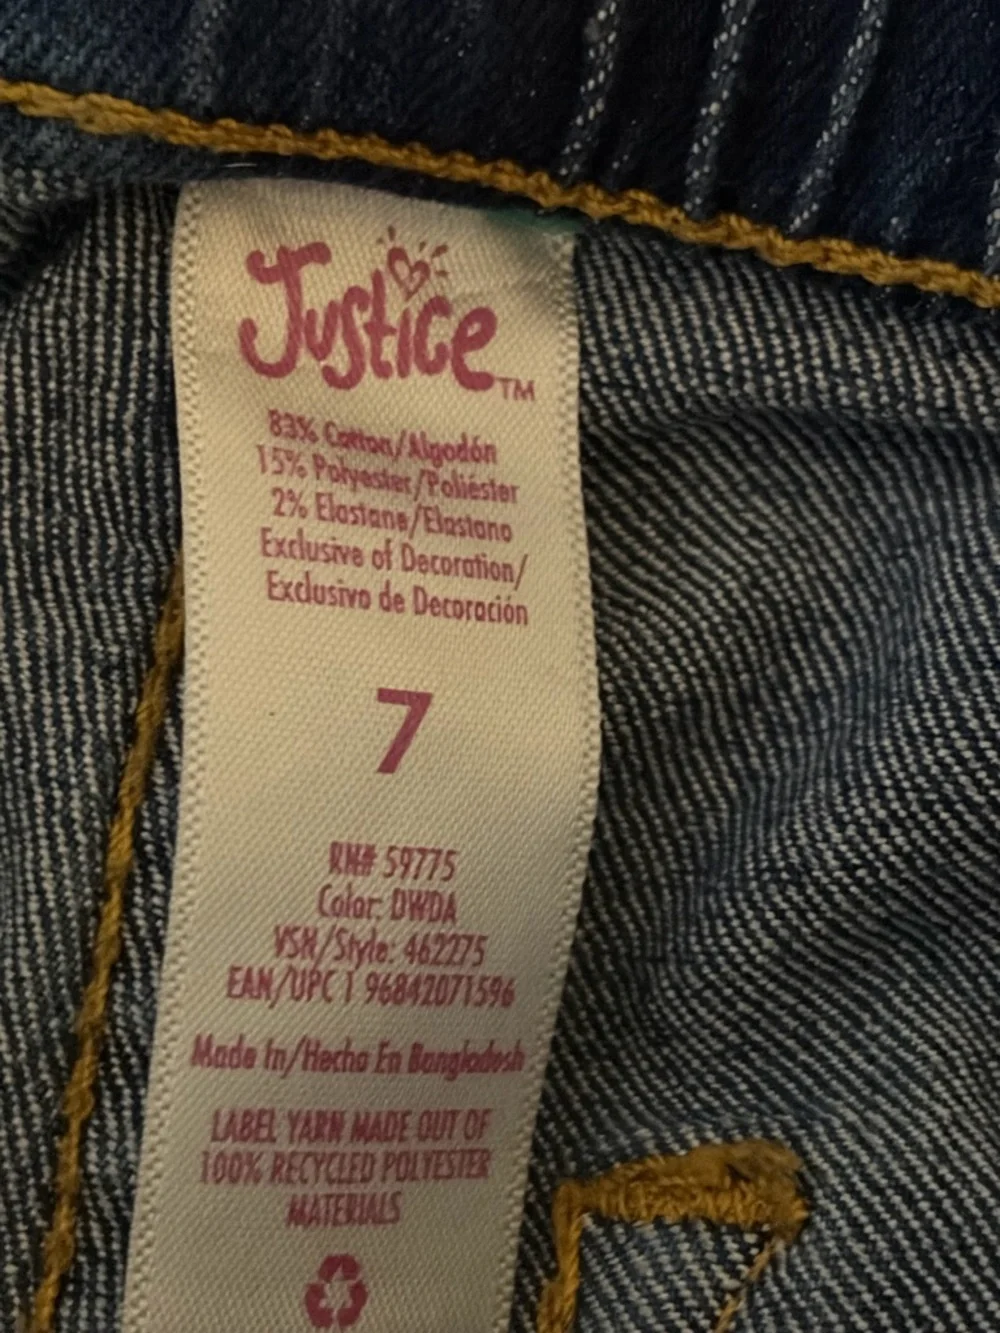 Justice™
83% Cotton/Algodón
15% Polyester/Poliéster
2% Elastane/Elastano
Exclusive of Decoration/
Exclusivo de Decoración
7
RN# 59775
Color: DWDA
VSN/Style: 462275
EAN/UPC 1 96842071596
Made In/Hecho En Bangladesh
LABEL YARN MADE OUT OF
100% RECYCLED POLYESTER
MATERIALS